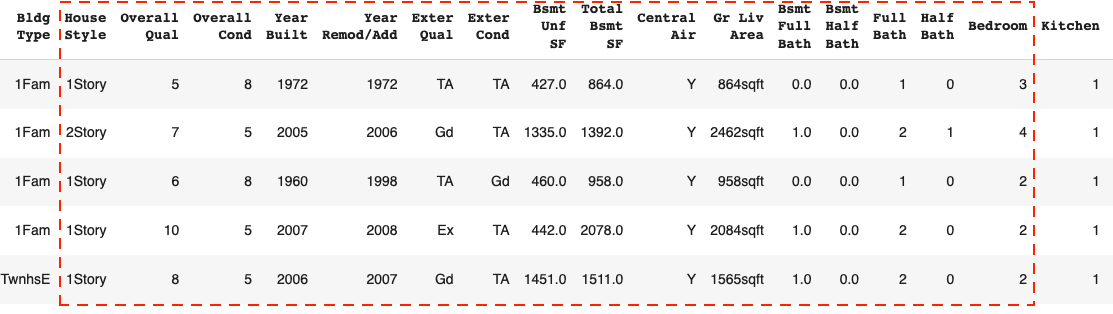 Bldg Type House Style Overall Qual Overall Cond Year Built Year Remod/Add Exter Qual Exter Cond Bsmt Unf SF Total Bsmt SF Central Air Gr Liv Area Bsmt Full Bath Bsmt Half Bath Full Bath Half Bath Bedroom Kitchen
1Fam 1Story 5 8 1972 1972 TA TA 427.0 864.0 Y 864sqft 0.0 0.0 1 0 3 1
1Fam 2Story 7 5 2005 2006 Gd TA 1335.0 1392.0 Y 2462sqft 1.0 0.0 2 1 4 1
1Fam 1Story 6 8 1960 1998 TA Gd 460.0 958.0 Y 958sqft 0.0 0.0 1 0 2 1
1Fam 1Story 10 5 2007 2008 Ex TA 442.0 2078.0 Y 2084sqft 1.0 0.0 2 0 2 1
TwnhsE 1Story 8 5 2006 2007 Gd TA 1451.0 1511.0 Y 1565sqft 1.0 0.0 2 0 2 1